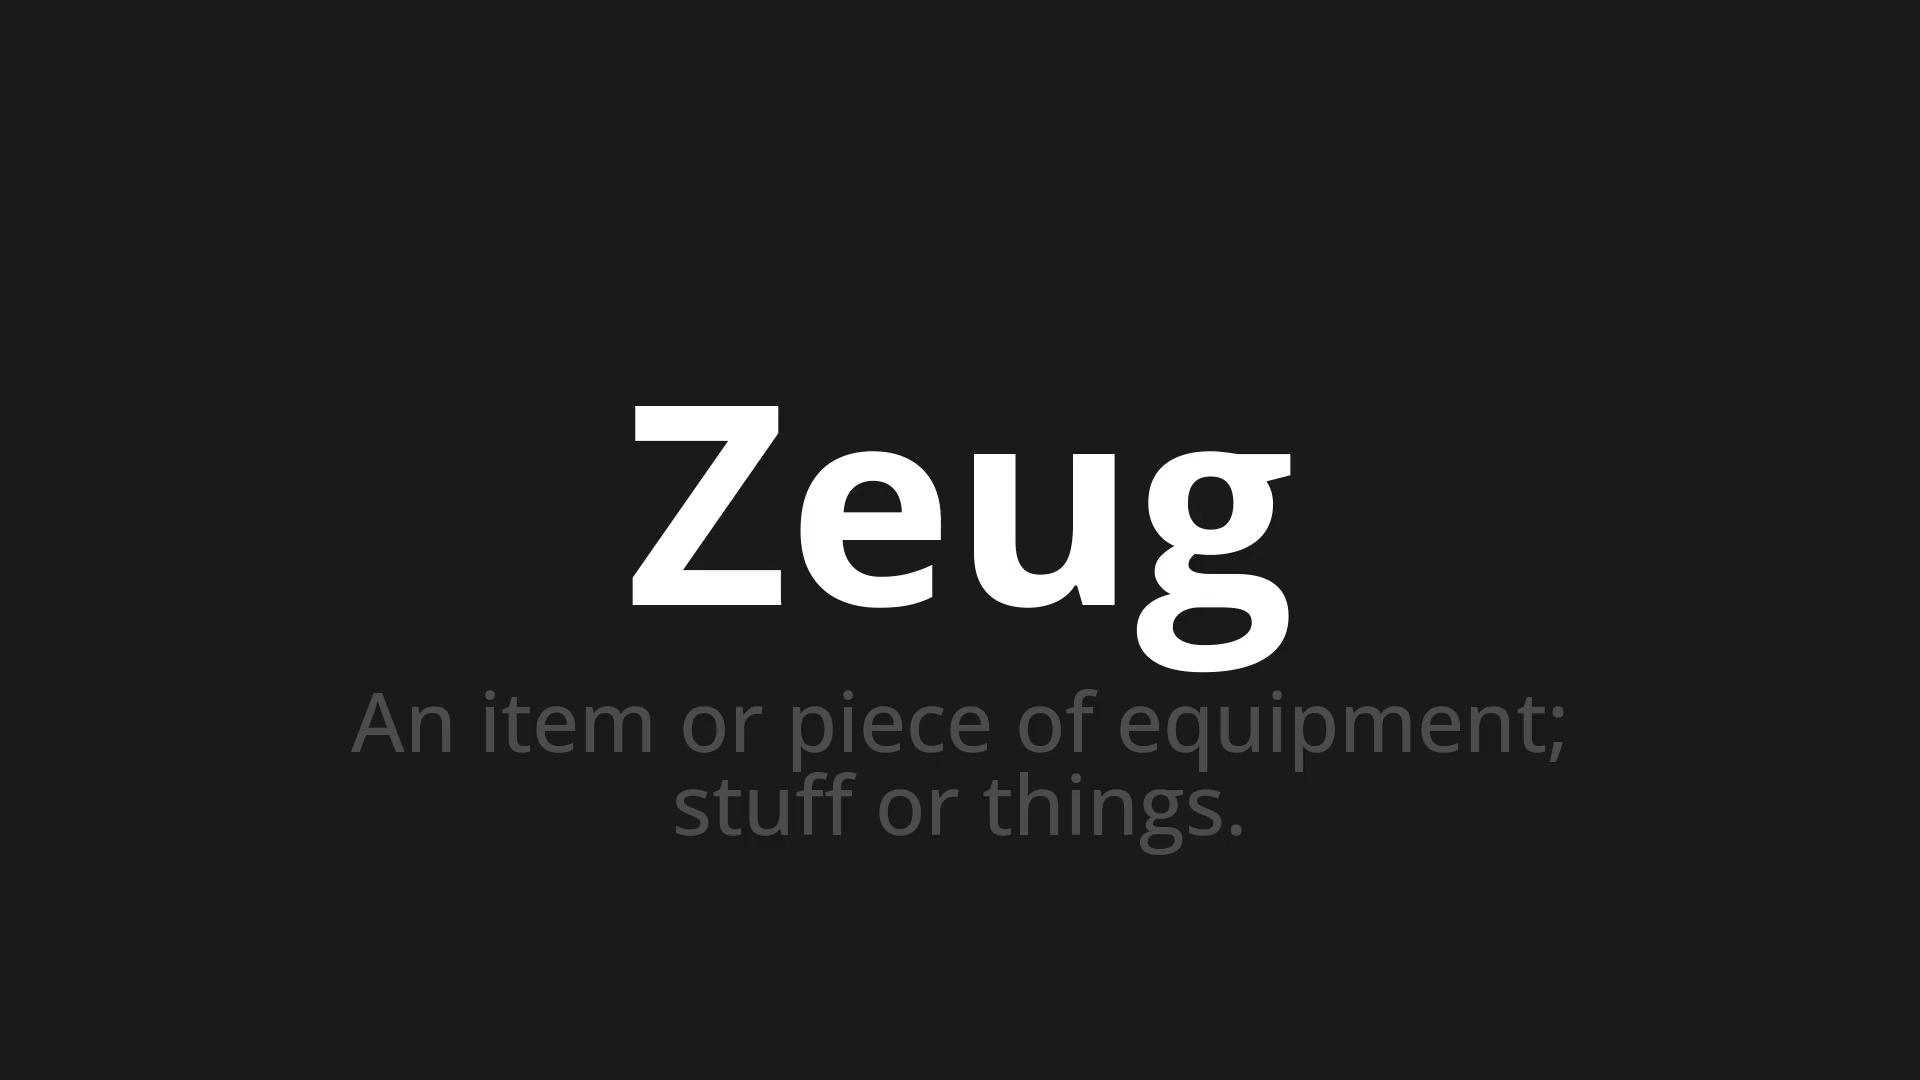 Zeug
An item or piece of equipment;
stuff or things.